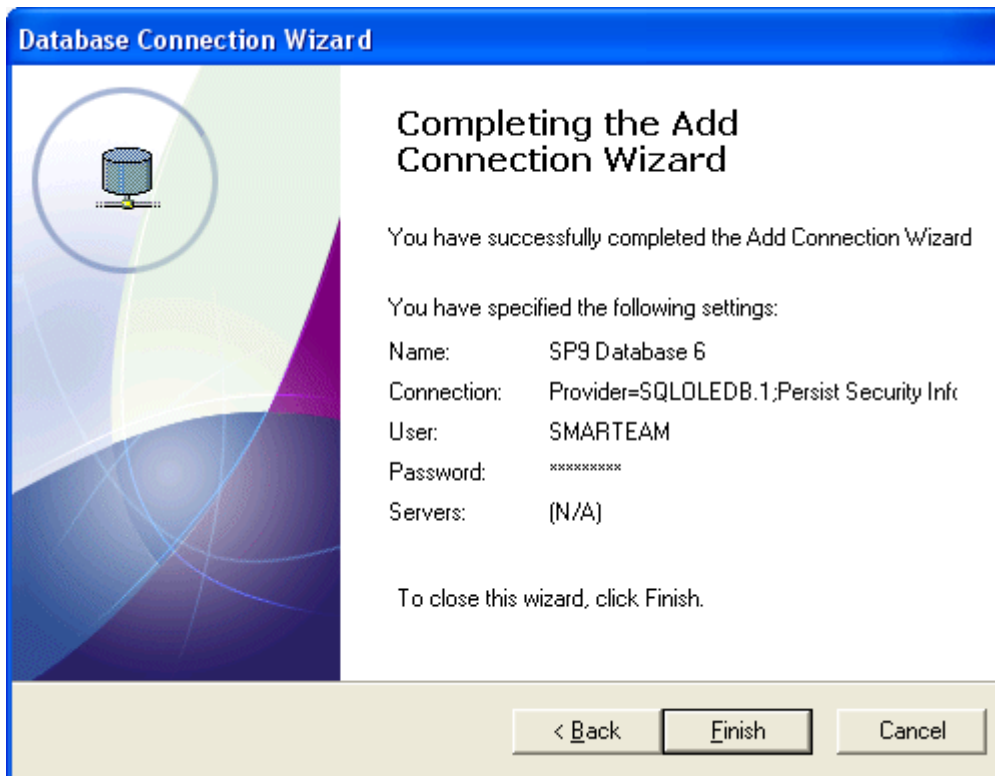 Database Connection Wizard
Completing the Add
Connection Wizard
You have successfully completed the Add Connection Wizard
You have specified the following settings:
Name: SP9 Database 6
Connection: Provider=SQLOLEDB.1;Persist Security Info
User: SMARTEAM
Password: *********
Servers: (N/A)
To close this wizard, click Finish.
< Back Finish Cancel